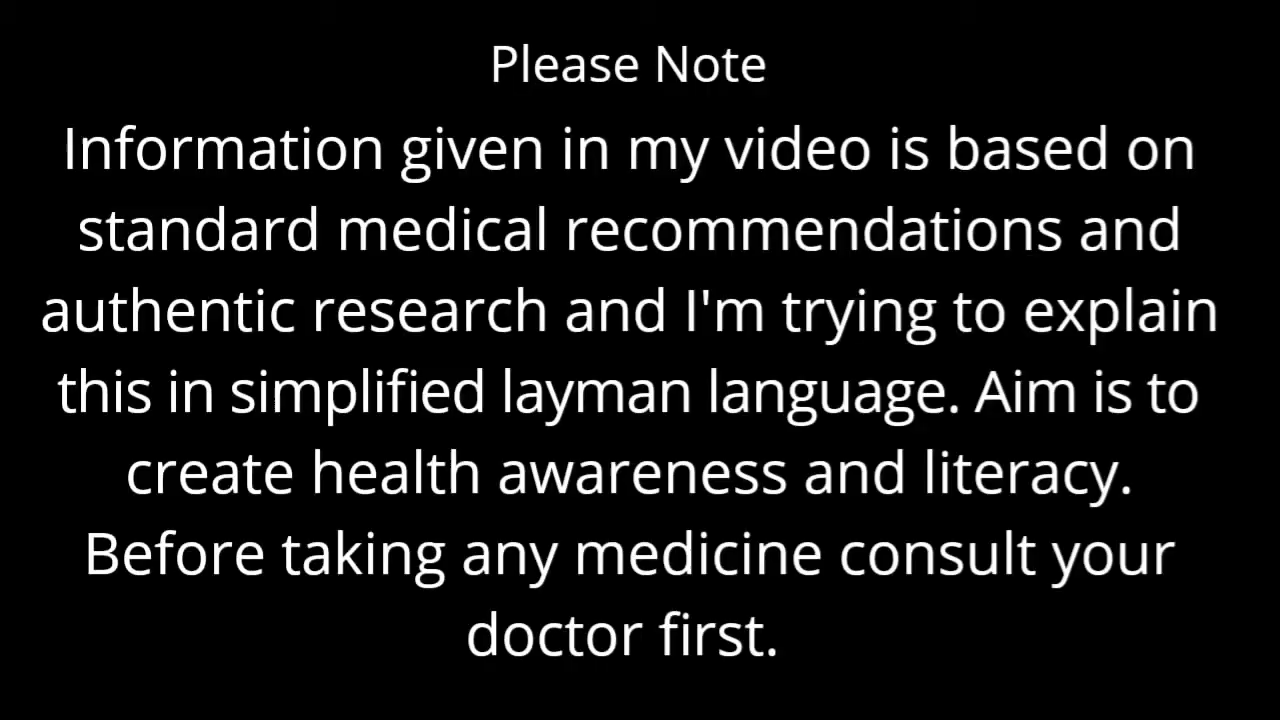 Please Note
Information given in my video is based on
standard medical recommendations and
authentic research and I'm trying to explain
this in simplified layman language. Aim is to
create health awareness and literacy.
Before taking any medicine consult your
doctor first.